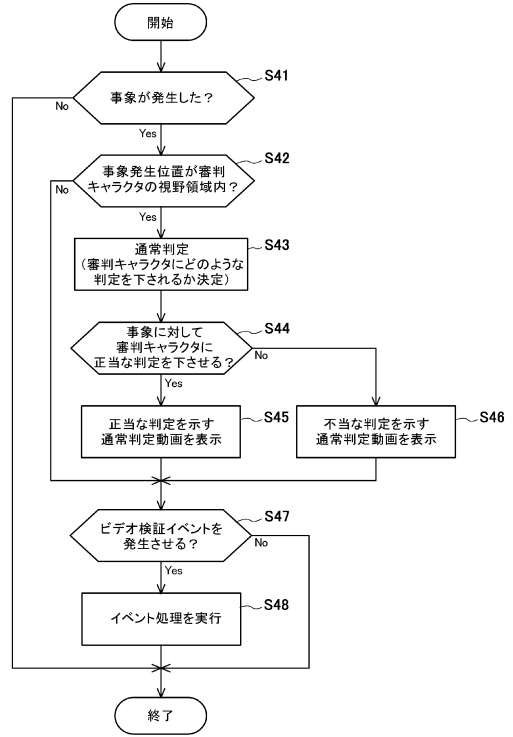 開始
S41
事象が発生した？
No
Yes
S42
事象発生位置が審判
キャラクタの視野領域内？
No
Yes
S43
通常判定
（審判キャラクタにどのような
判定を下されるか決定）
S44
事象に対して
審判キャラクタに
正当な判定を下させる？
No
Yes
S45
正当な判定を示す
通常判定動画を表示
S46
不当な判定を示す
通常判定動画を表示
S47
ビデオ検証イベントを
発生させる？
No
Yes
S48
イベント処理を実行
終了